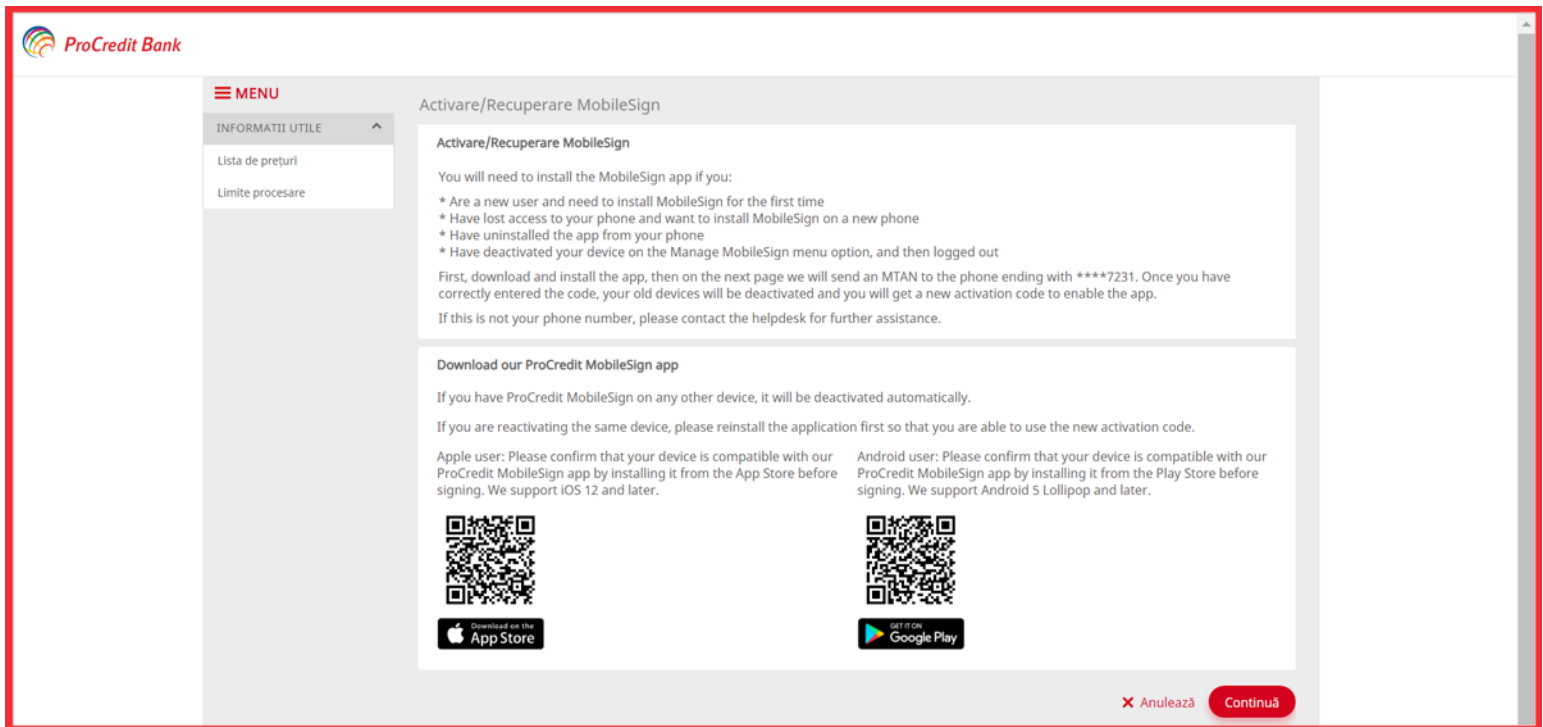 ProCredit Bank
MENU
INFORMATII UTILE
Lista de prețuri
Limite procesare
Activare/Recuperare MobileSign
Activare/Recuperare MobileSign
You will need to install the MobileSign app if you:
* Are a new user and need to install MobileSign for the first time
* Have lost access to your phone and want to install MobileSign on a new phone
* Have uninstalled the app from your phone
* Have deactivated your device on the Manage MobileSign menu option, and then logged out
First, download and install the app, then on the next page we will send an MTAN to the phone ending with ****7231. Once you have
correctly entered the code, your old devices will be deactivated and you will get a new activation code to enable the app.
If this is not your phone number, please contact the helpdesk for further assistance.
Download our ProCredit MobileSign app
If you have ProCredit MobileSign on any other device, it will be deactivated automatically.
If you are reactivating the same device, please reinstall the application first so that you are able to use the new activation code.
Apple user: Please confirm that your device is compatible with our
ProCredit MobileSign app by installing it from the App Store before
signing. We support iOS 12 and later.
Download on the
App Store
Android user: Please confirm that your device is compatible with our
ProCredit MobileSign app by installing it from the Play Store before
signing. We support Android 5 Lollipop and later.
GET IT ON
Google Play
Anulează
Continuă